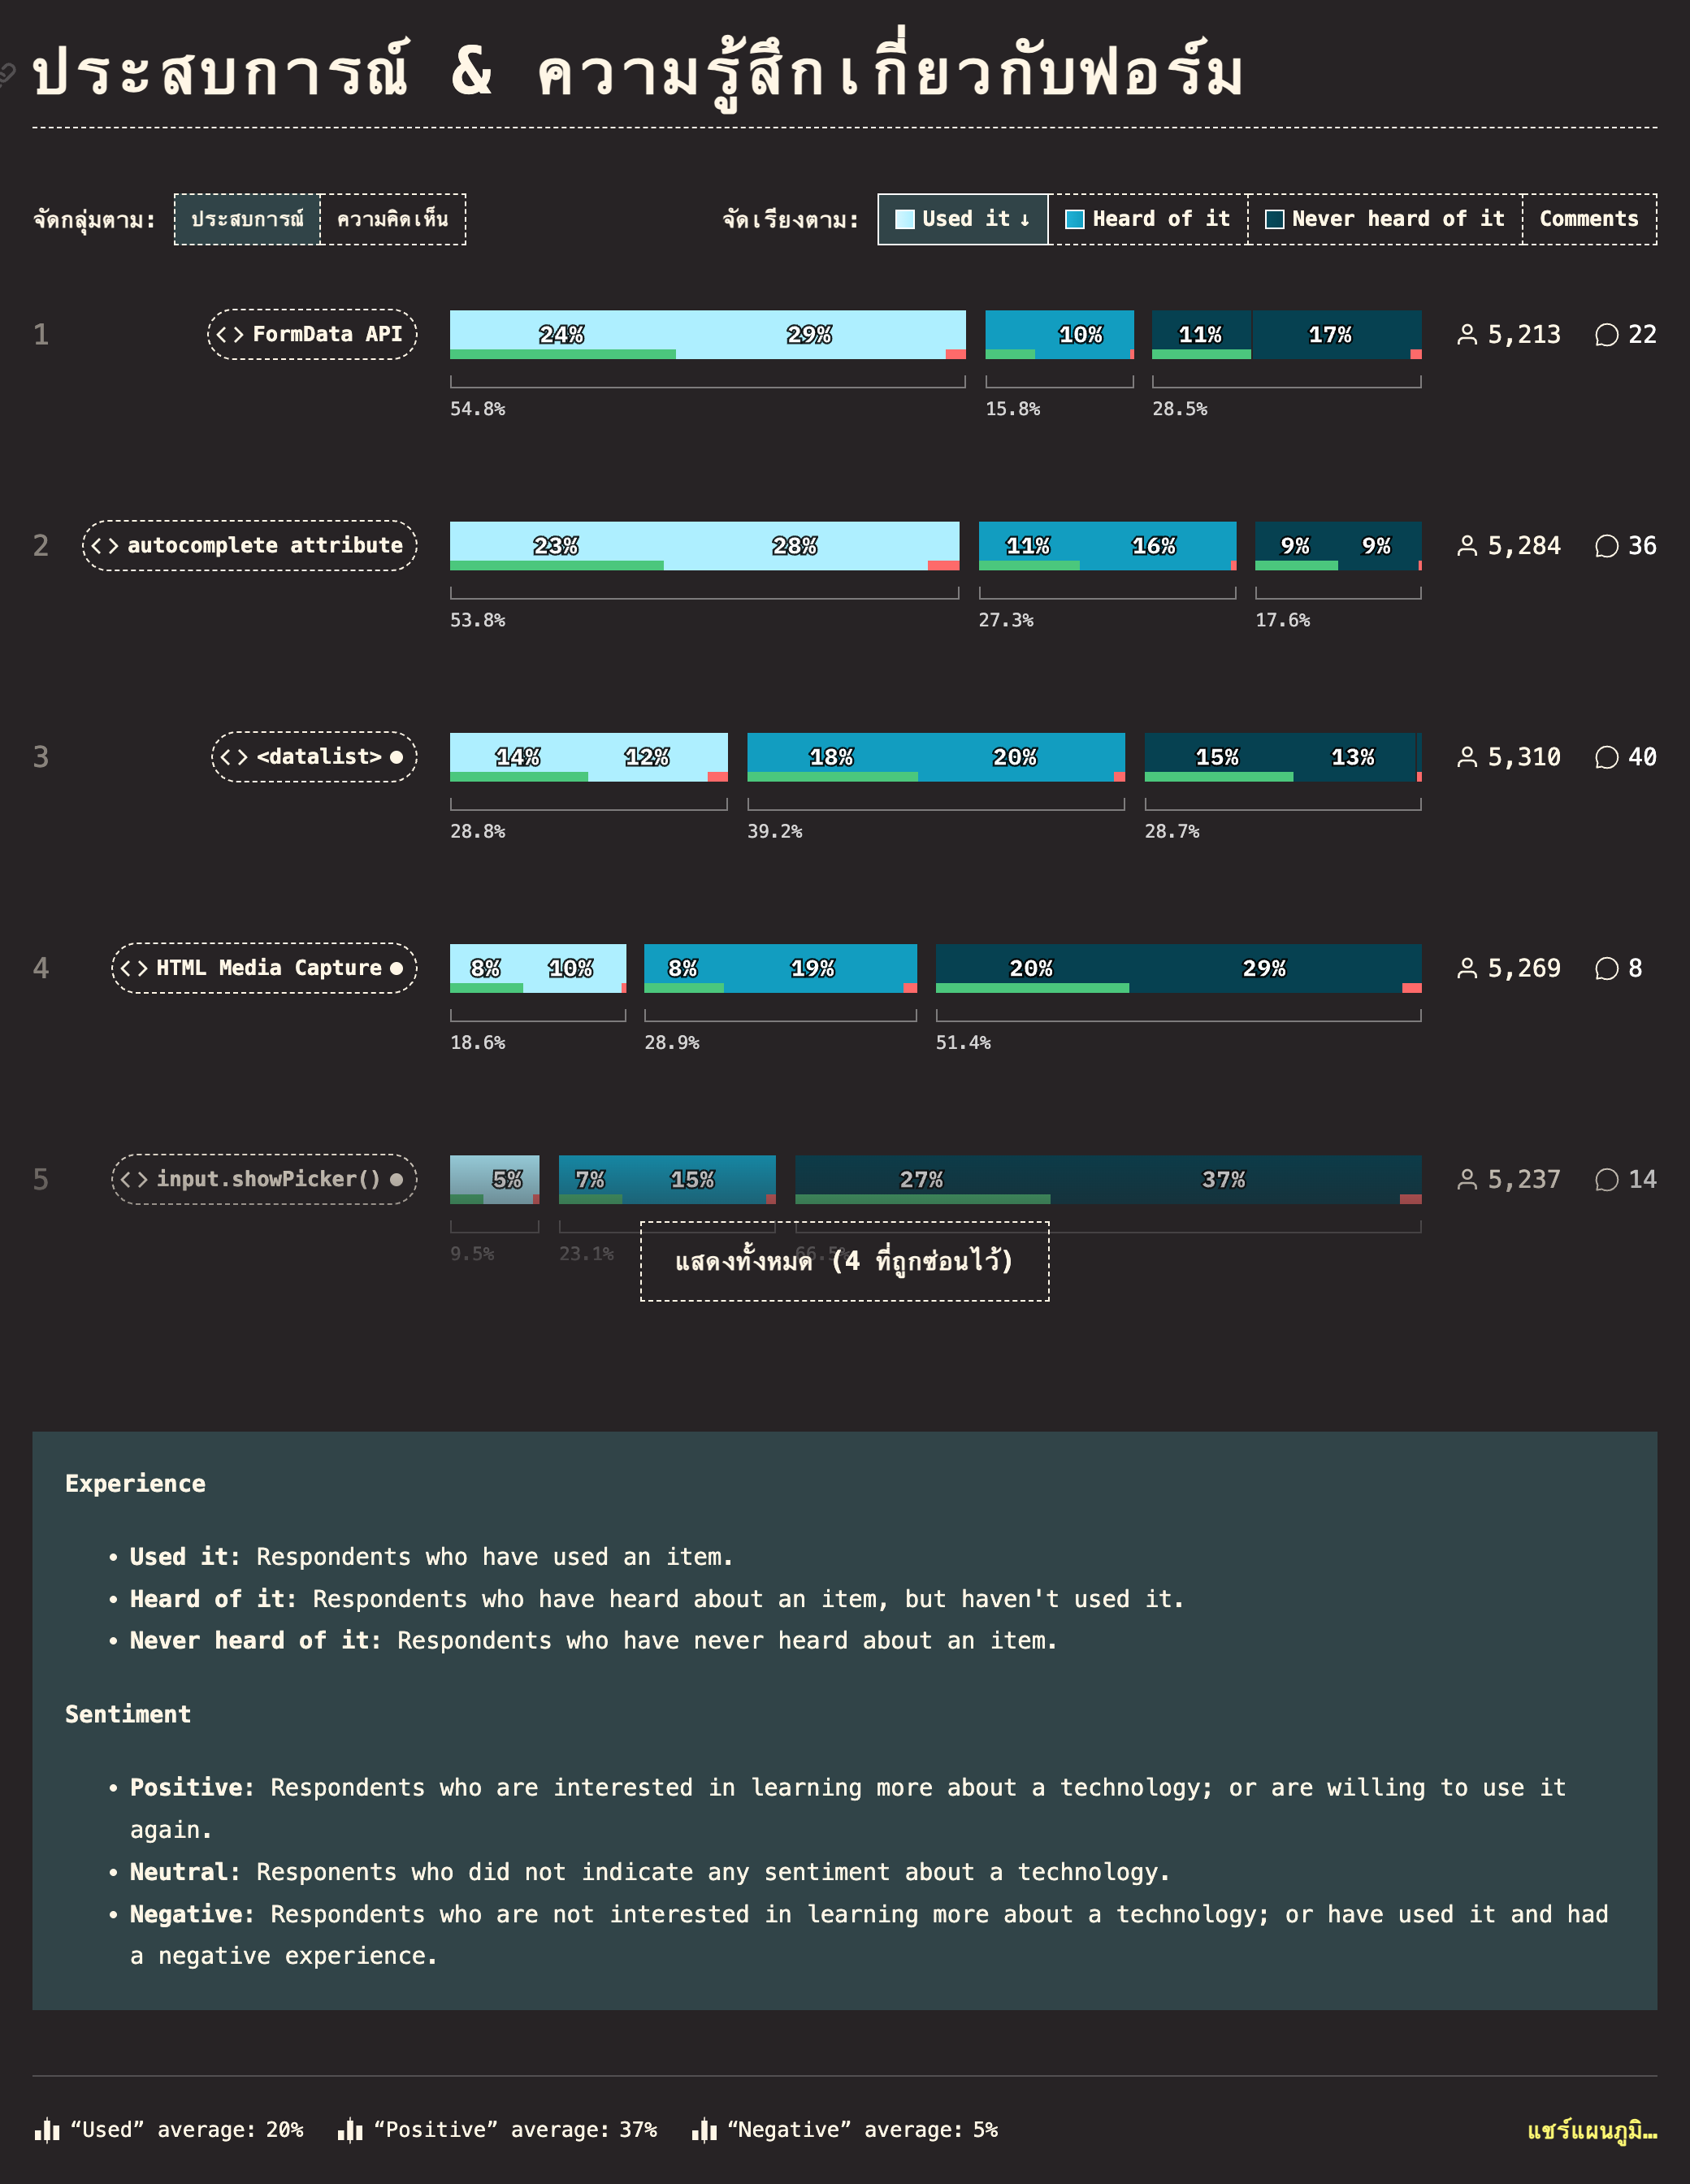 ประสบการณ์ & ความรู้สึกเกี่ยวกับฟอร์ม
จัดกลุ่มตาม: ประสบการณ์ ความคิดเห็น จัดเรียงตาม: Used it ↓ Heard of it Never heard of it Comments
1 <> FormData API 24% 29% 10% 11% 17% 5,213 22
54.8% 15.8% 28.5%
2 <> autocomplete attribute 23% 28% 11% 16% 9% 9% 5,284 36
53.8% 27.3% 17.6%
3 <> <datalist> 14% 12% 18% 20% 15% 13% 5,310 40
28.8% 39.2% 28.7%
4 <> HTML Media Capture 8% 10% 8% 19% 20% 29% 5,269 8
18.6% 28.9% 51.4%
5 <> input.showPicker() 5% 7% 15% 27% 37% 5,237 14
9.5% 23.1% 66.5%
แสดงทั้งหมด (4 ที่ถูกซ่อนไว้)
Experience
• Used it: Respondents who have used an item.
• Heard of it: Respondents who have heard about an item, but haven't used it.
• Never heard of it: Respondents who have never heard about an item.
Sentiment
• Positive: Respondents who are interested in learning more about a technology; or are willing to use it
again.
• Neutral: Responents who did not indicate any sentiment about a technology.
• Negative: Respondents who are not interested in learning more about a technology; or have used it and had
a negative experience.
“Used” average: 20% “Positive” average: 37% “Negative” average: 5% แชร์แผนภูมิ…